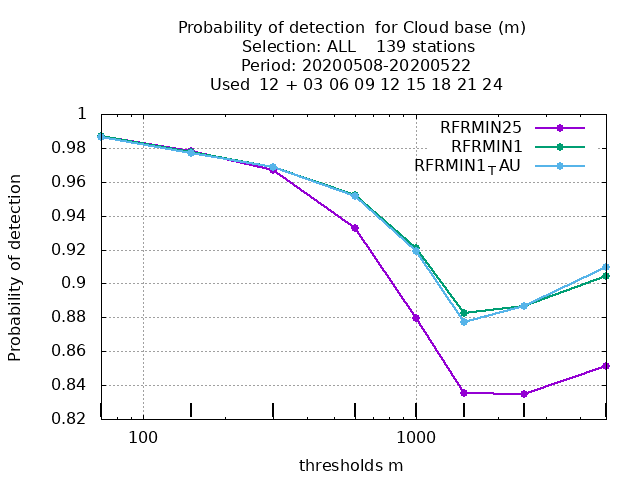 Probability of detection  for Cloud base (m)
Selection: ALL    139 stations
Period: 20200508-20200522
Used  12 + 03 06 09 12 15 18 21 24
RFRMIN25
RFRMIN1
RFRMIN1TAU
1
0.98
0.96
0.94
0.92
0.9
0.88
0.86
0.84
0.82
Probability of detection
100
1000
thresholds m